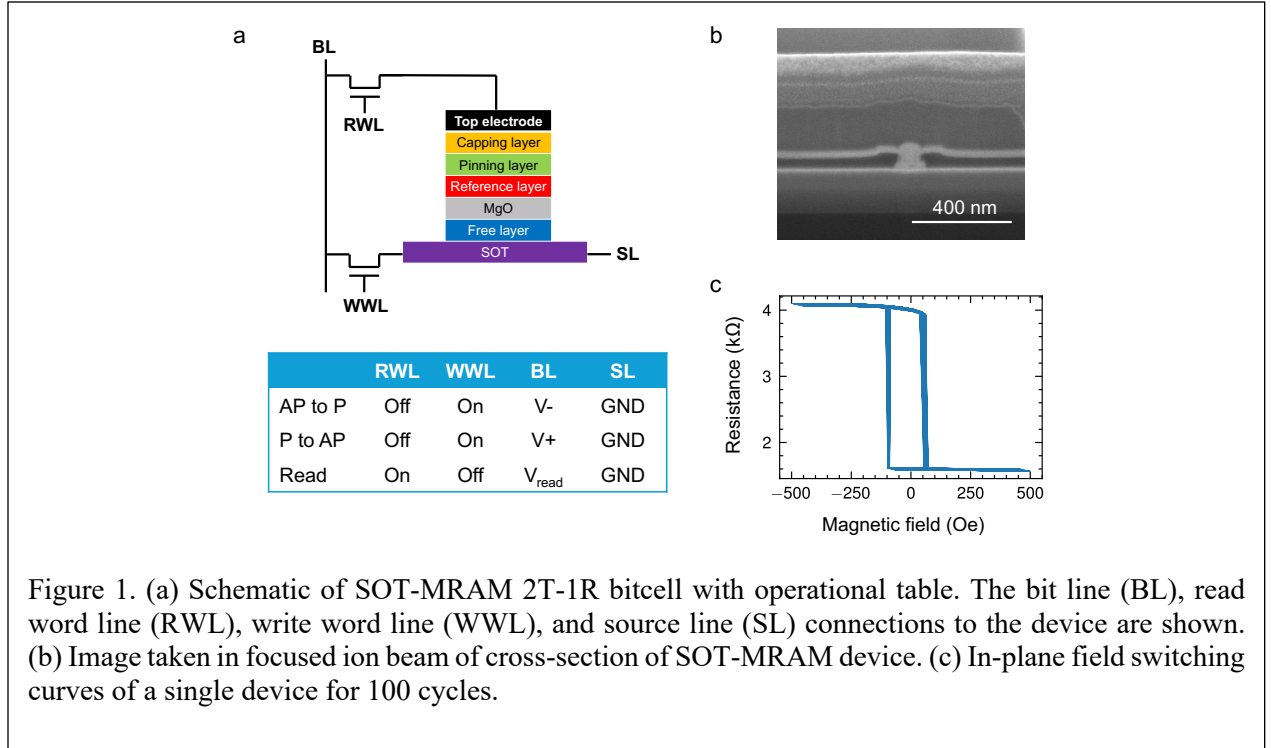 a
BL
RWL
Top electrode
Capping layer
Pinning layer
Reference layer
MgO
Free layer
SOT
SL
WWL
RWL WWL BL SL
AP to P Off On V- GND
P to AP Off On V+ GND
Read On Off Vread GND
b
400 nm
c
Resistance (kΩ)
4
3
2
−500 −250 0 250 500
Magnetic field (Oe)
Figure 1. (a) Schematic of SOT-MRAM 2T-1R bitcell with operational table. The bit line (BL), read
word line (RWL), write word line (WWL), and source line (SL) connections to the device are shown.
(b) Image taken in focused ion beam of cross-section of SOT-MRAM device. (c) In-plane field switching
curves of a single device for 100 cycles.